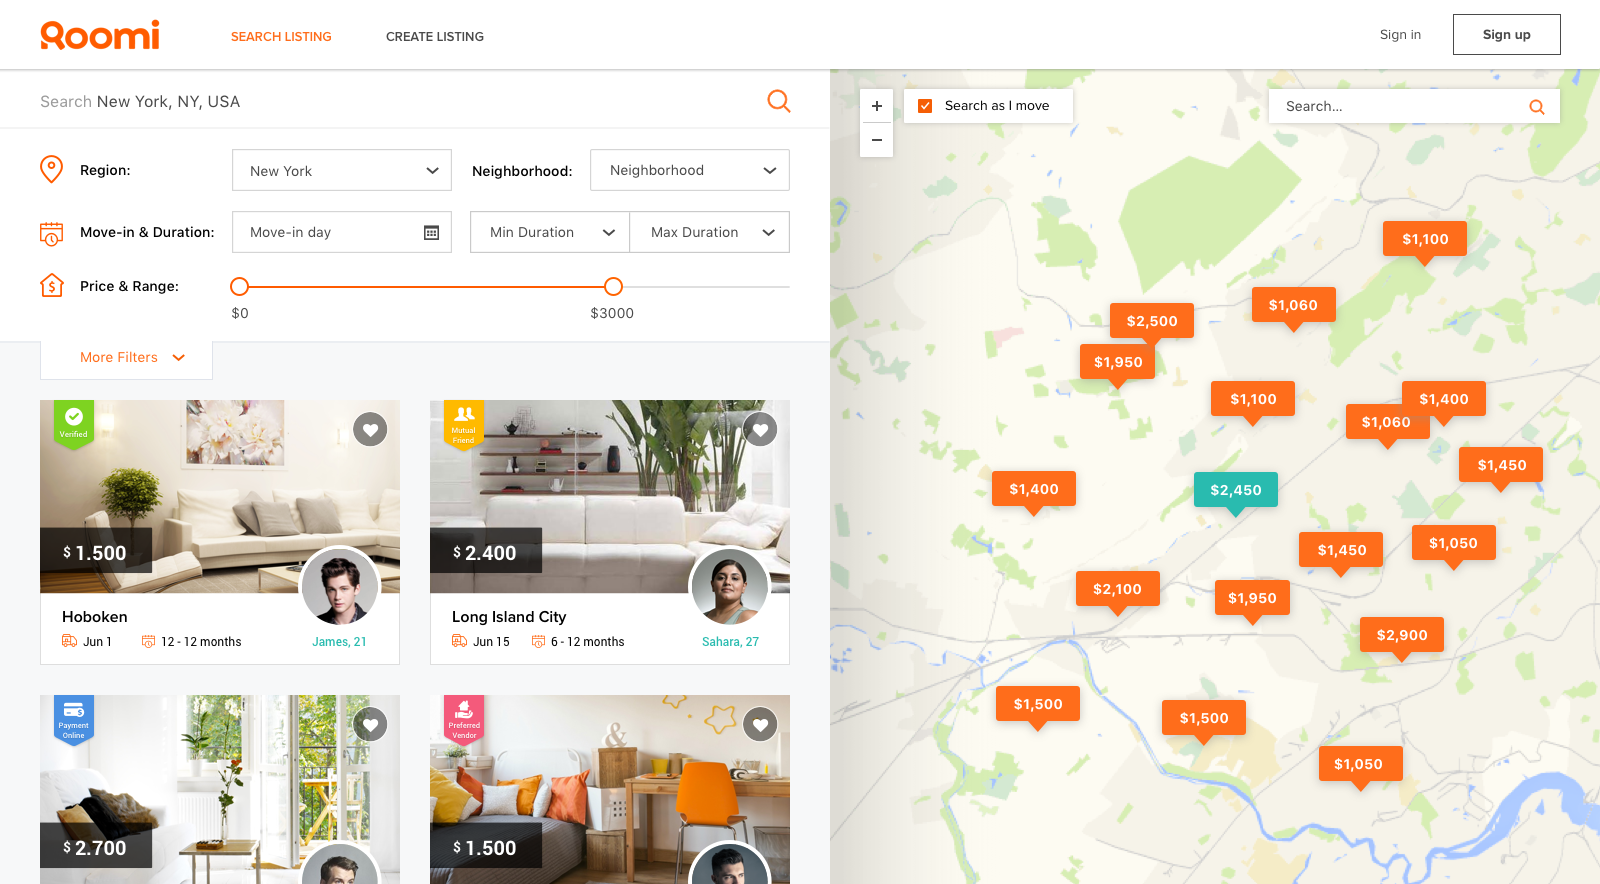 Roomi
SEARCH LISTING
CREATE LISTING
Sign in
Sign up
Search New York, NY, USA
Region:
New York
Neighborhood:
Neighborhood
Move-in & Duration:
Move-in day
Min Duration
Max Duration
Price & Range:
$0
$3000
More Filters
Verified
$ 1.500
Hoboken
Jun 1
12 - 12 months
James, 21
Mutual
Friend
$ 2.400
Long Island City
Jun 15
6 - 12 months
Sahara, 27
Payment
Online
$ 2.700
Preferred
Vendor
&
$ 1.500
+
−
Search as I move
Search...
$1,100
$1,060
$2,500
$1,950
$1,100
$1,400
$1,060
$1,450
$1,400
$2,450
$1,450
$1,050
$2,100
$1,950
$2,900
$1,500
$1,500
$1,050